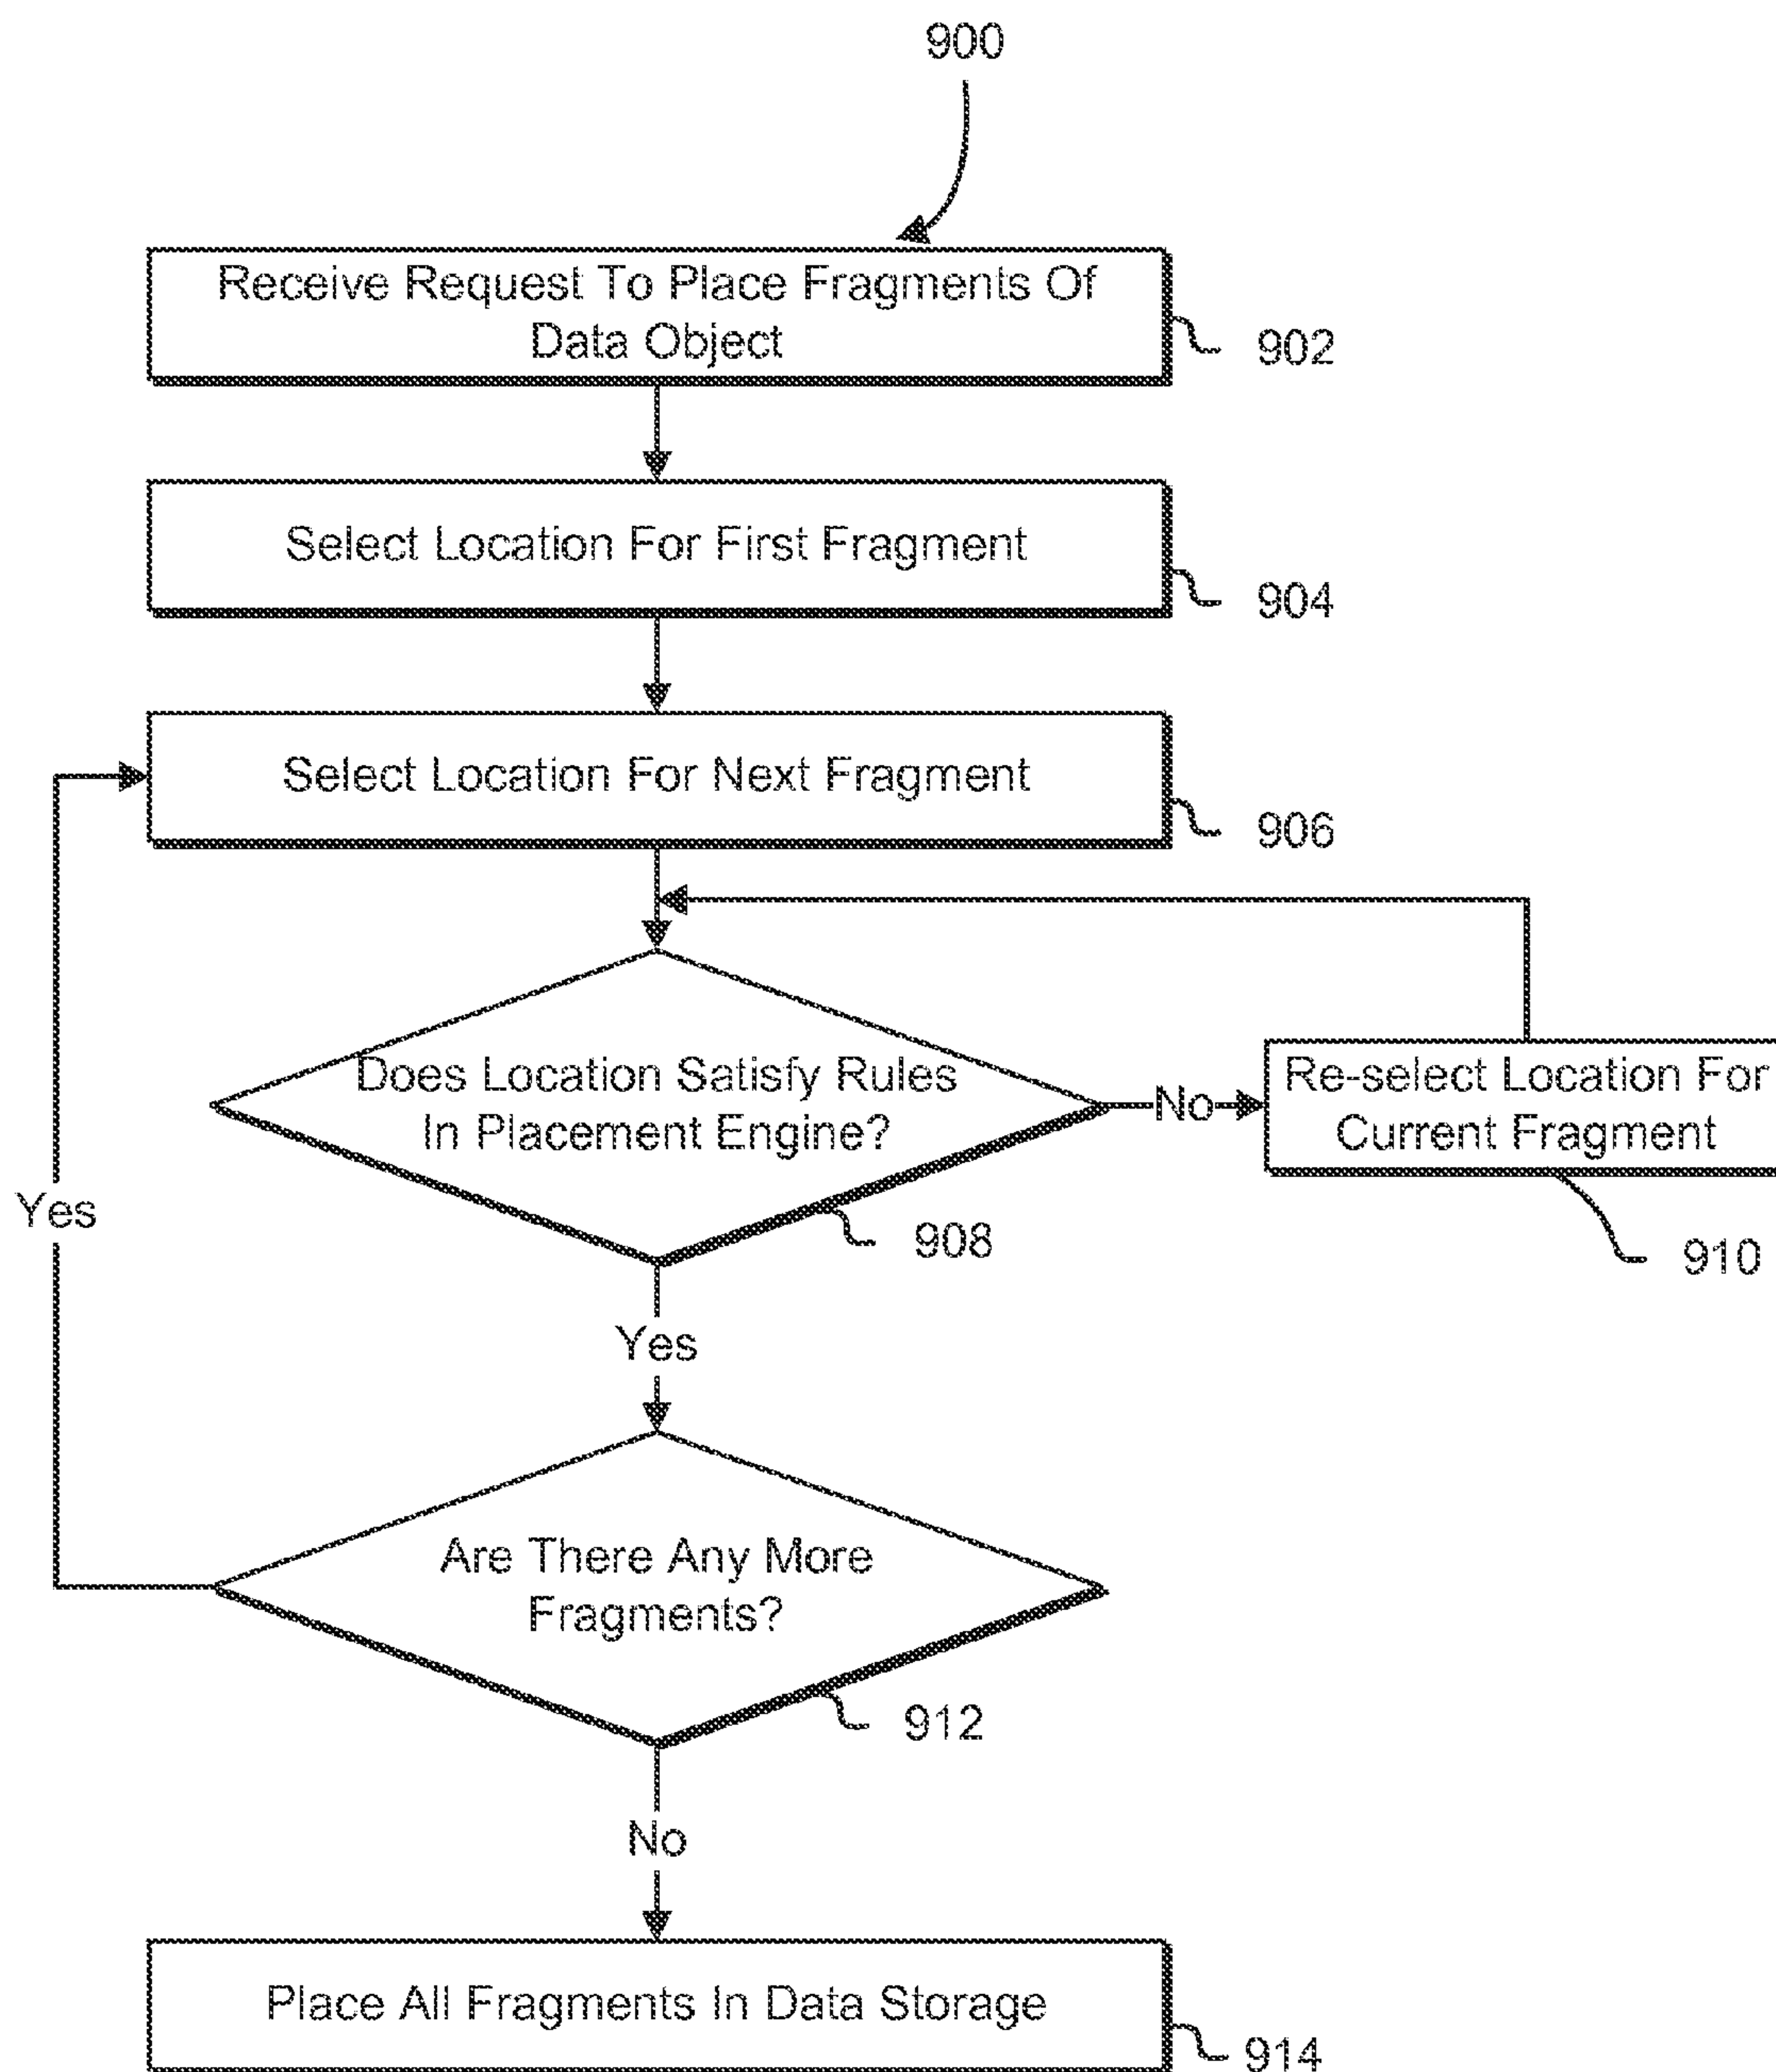 900
Receive Request To Place Fragments Of
Data Object
902
Select Location For First Fragment
904
Select Location For Next Fragment
906
Does Location Satisfy Rules
In Placement Engine?
908
No
Re-select Location For
Current Fragment
910
Yes
Yes
Are There Any More
Fragments?
912
No
Place All Fragments In Data Storage
914